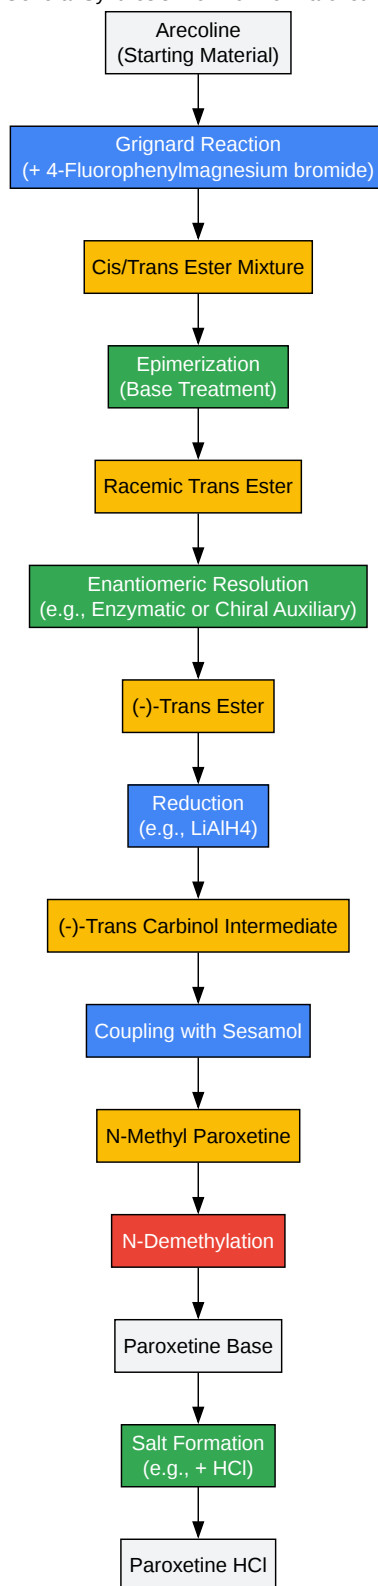 Arecoline
(Starting Material)
Grignard Reaction
(+ 4-Fluorophenylmagnesium bromide)
Cis/Trans Ester Mixture
Epimerization
(Base Treatment)
Racemic Trans Ester
Enantiomeric Resolution
(e.g., Enzymatic or Chiral Auxiliary)
(-)-Trans Ester
Reduction
(e.g., LiAlH4)
(-)-Trans Carbinol Intermediate
Coupling with Sesamol
N-Methyl Paroxetine
N-Demethylation
Paroxetine Base
Salt Formation
(e.g., + HCl)
Paroxetine HCl